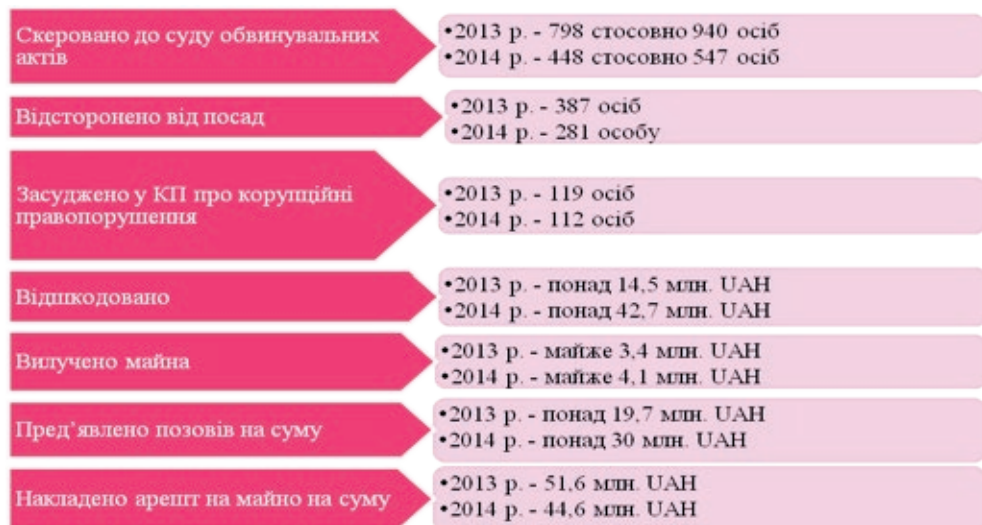 Скеровано до суду обвинувальних
актів
•2013 р. - 798 стосовно 940 осіб
•2014 р. - 448 стосовно 547 осіб
Відсторонено від посад
•2013 р. - 387 осіб
•2014 р. - 281 особу
Засуджено у КП про корупційні
правопорушення
•2013 р. - 119 осіб
•2014 р. - 112 осіб
Відшкодовано
•2013 р. - понад 14,5 млн. UAH
•2014 р. - понад 42,7 млн. UAH
Вилучено майна
•2013 р. - майже 3,4 млн. UAH
•2014 р. - майже 4,1 млн. UAH
Пред’явлено позовів на суму
•2013 р. - понад 19,7 млн. UAH
•2014 р. - понад 30 млн. UAH
Накладено арешт на майно на суму
•2013 р. - 51,6 млн. UAH
•2014 р. - 44,6 млн. UAH